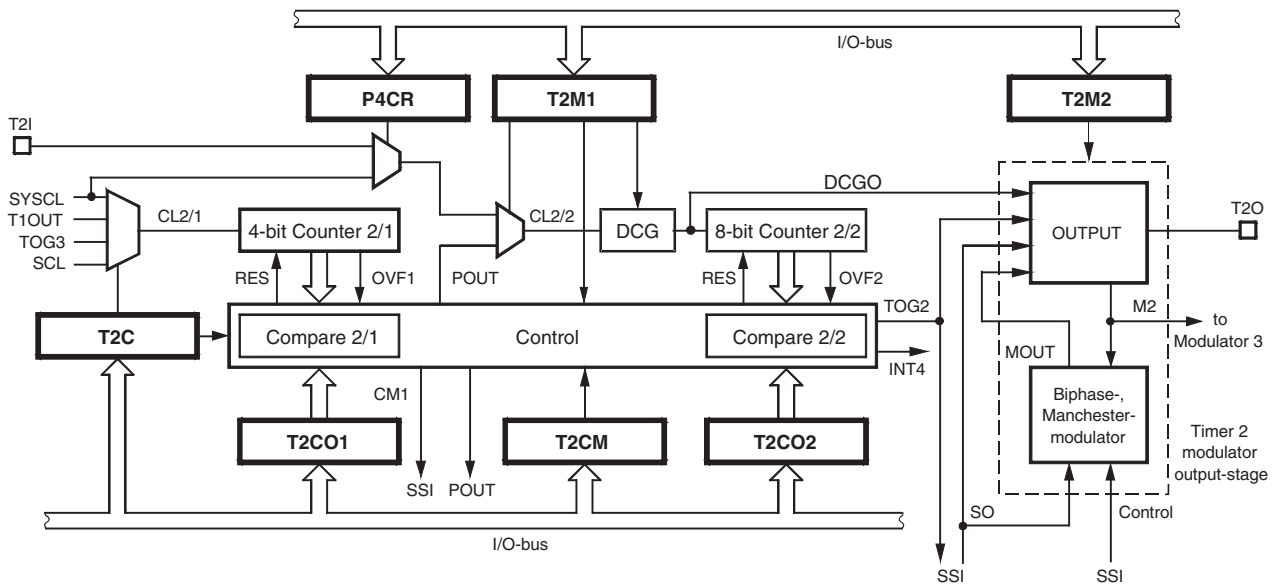 I/O-bus
P4CR
T2M1
T2M2
T2I
SYSCL
T1OUT
TOG3
SCL
CL2/1
4-bit Counter 2/1
CL2/2
DCG
8-bit Counter 2/2
DCGO
OUTPUT
T2O
RES
OVF1
POUT
RES
OVF2
TOG2
M2
to
Modulator 3
T2C
Compare 2/1
Control
Compare 2/2
INT4
MOUT
CM1
Biphase-,
Manchester-
modulator
T2CO1
T2CM
T2CO2
Timer 2
modulator
output-stage
SSI
POUT
SO
Control
I/O-bus
SSI
SSI